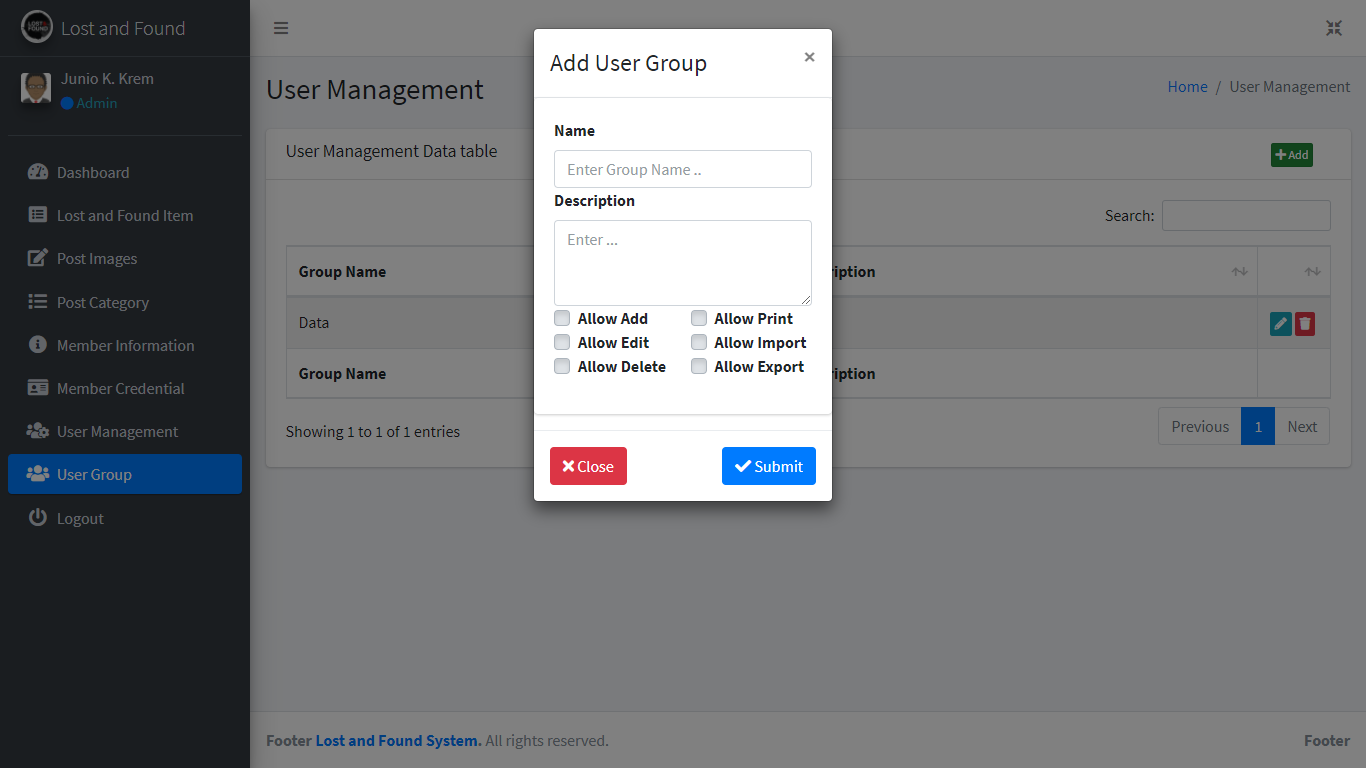 Lost and Found
Junio K. Krem
Admin
Dashboard
Lost and Found Item
Post Images
Post Category
Member Information
Member Credential
User Management
User Group
Logout
User Management
Home / User Management
User Management Data table
Add
Search:
Group Name
ription
Data
Group Name
ription
Showing 1 to 1 of 1 entries
Previous 1 Next
Add User Group
×
Name
Enter Group Name ..
Description
Enter ...
Allow Add Allow Print
Allow Edit Allow Import
Allow Delete Allow Export
Close Submit
Footer Lost and Found System. All rights reserved.
Footer